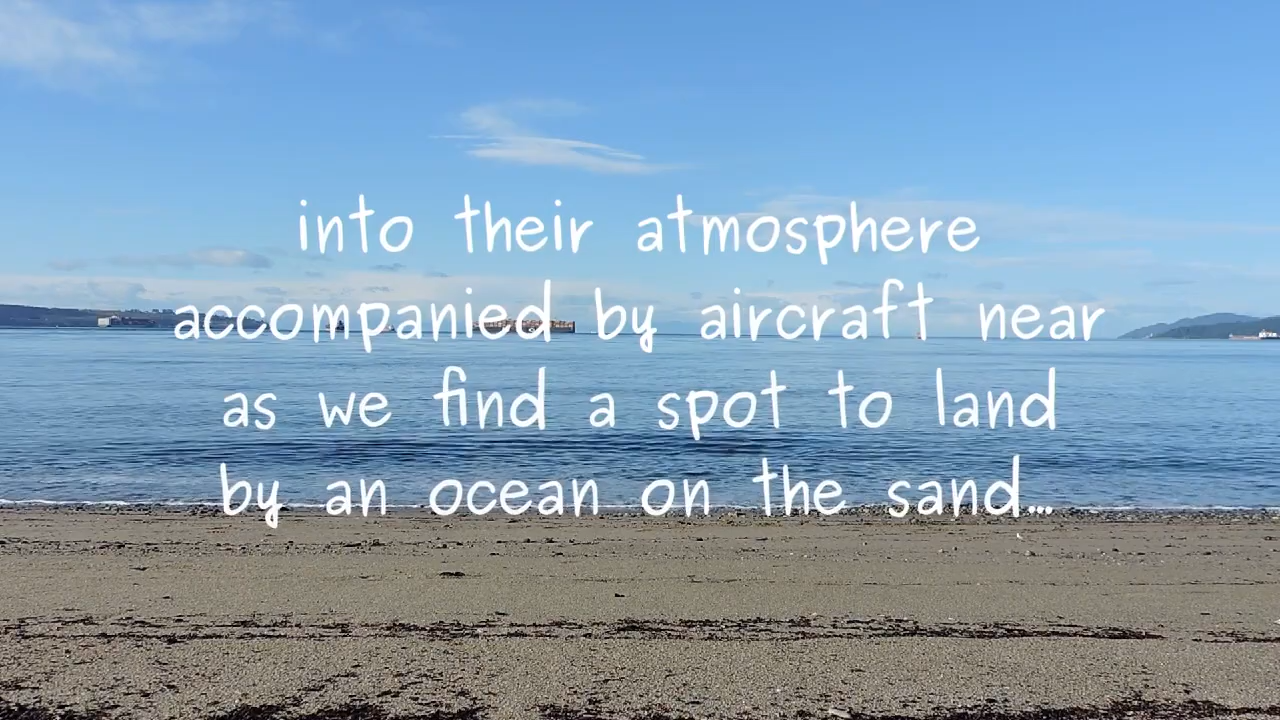 into their atmosphere
accompanied by aircraft near
as we find a spot to land
by an ocean on the sand...